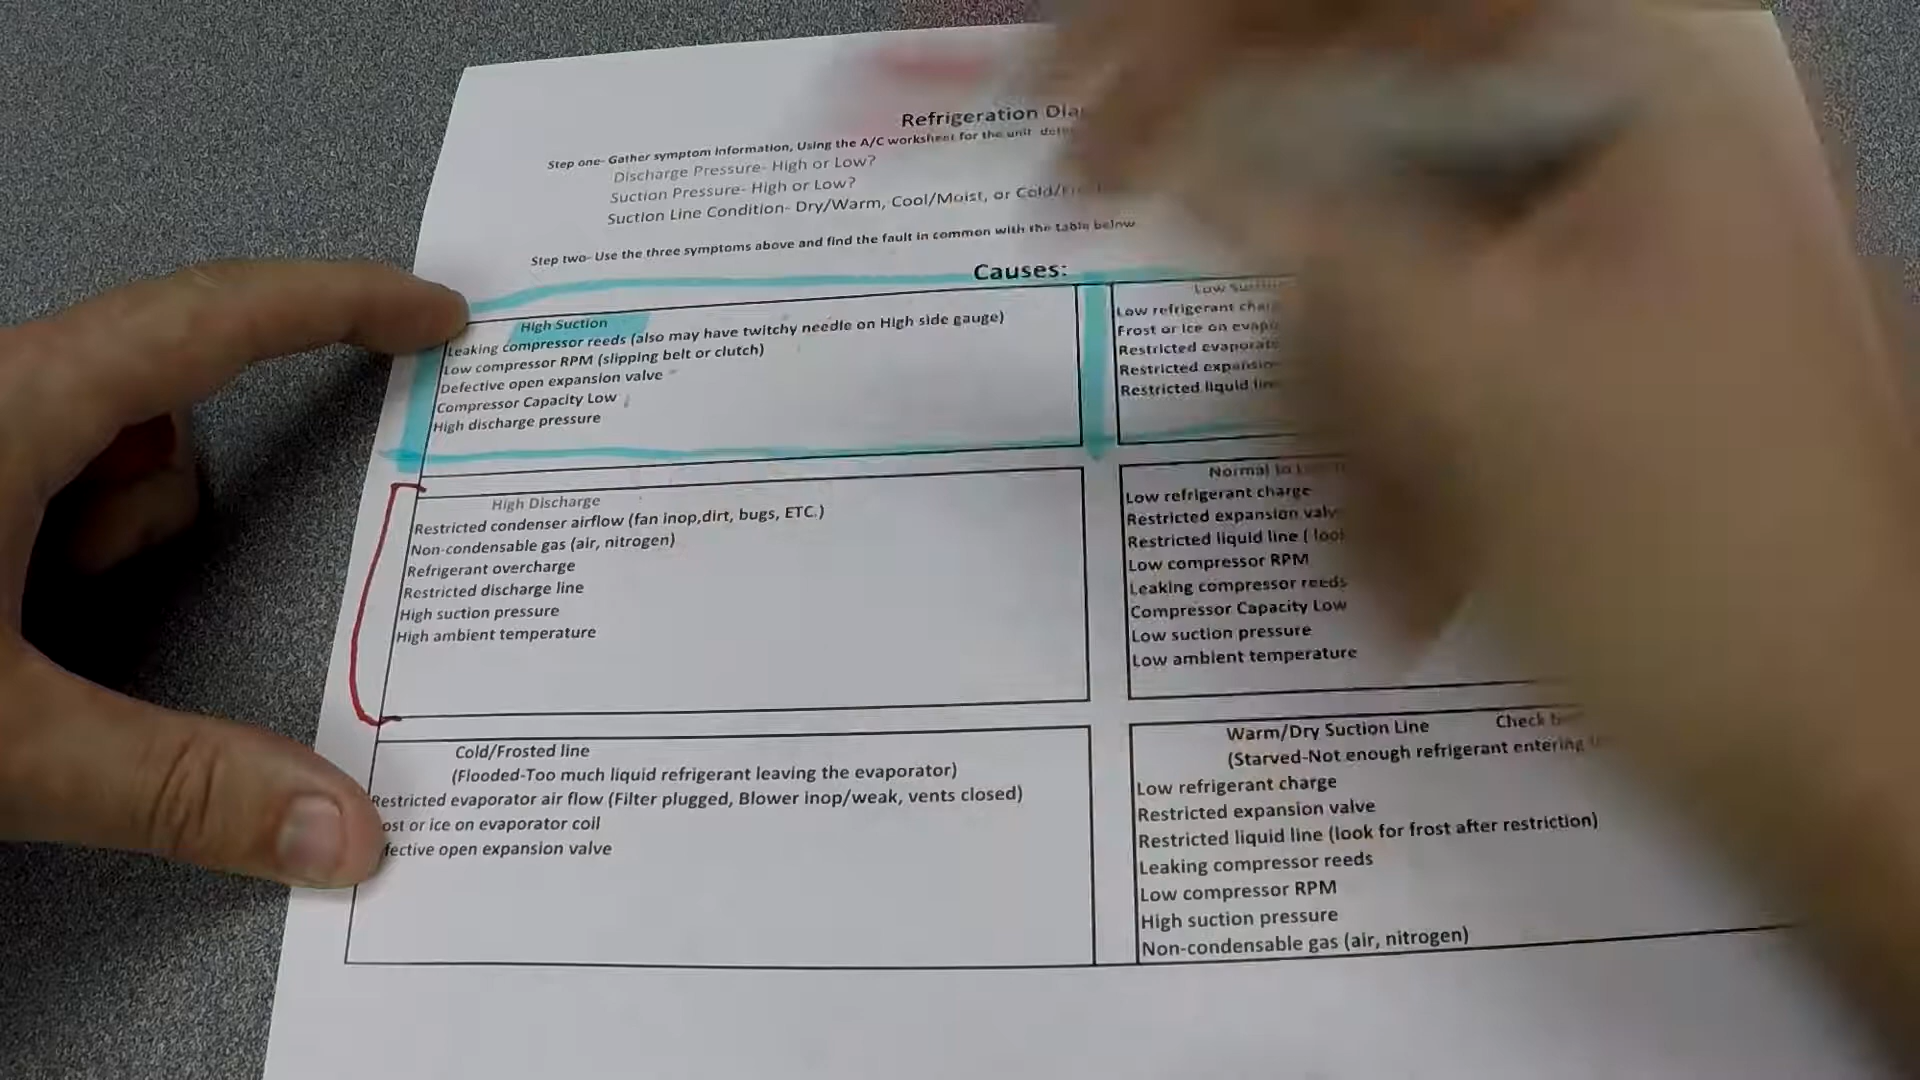 Refrigeration
Step one- Gather symptom information, Using the A/C worksheet for the unit
Discharge Pressure- High or Low?
Suction Pressure- High or Low?
Suction Line Condition- Dry/Warm, Cool/Moist, or
Step two- Use the three symptoms above and find the fault in common with the table below
Causes:
High Suction
Leaking compressor reeds (also may have twitchy needle on High side gauge)
Low compressor RPM (slipping belt or clutch)
Defective open expansion valve
Compressor Capacity Low
High discharge pressure
Low
Low refrigerant
Frost or ice on
Restricted
Restricted
Restricted liquid
High Discharge
Restricted condenser airflow (fan inop,dirt, bugs, ETC.)
Non-condensable gas (air, nitrogen)
Refrigerant overcharge
Restricted discharge line
High suction pressure
High ambient temperature
Normal to
Low refrigerant charge
Restricted expansion
Restricted liquid line (
Low compressor RPM
Leaking compressor reeds
Compressor Capacity Low
Low suction pressure
Low ambient temperature
Cold/Frosted line
(Flooded-Too much liquid refrigerant leaving the evaporator)
Restricted evaporator air flow (Filter plugged, Blower inop/weak, vents closed)
ost or ice on evaporator coil
fective open expansion valve
Warm/Dry Suction Line Check
(Starved-Not enough refrigerant entering
Low refrigerant charge
Restricted expansion valve
Restricted liquid line (look for frost after restriction)
Leaking compressor reeds
Low compressor RPM
High suction pressure
Non-condensable gas (air, nitrogen)